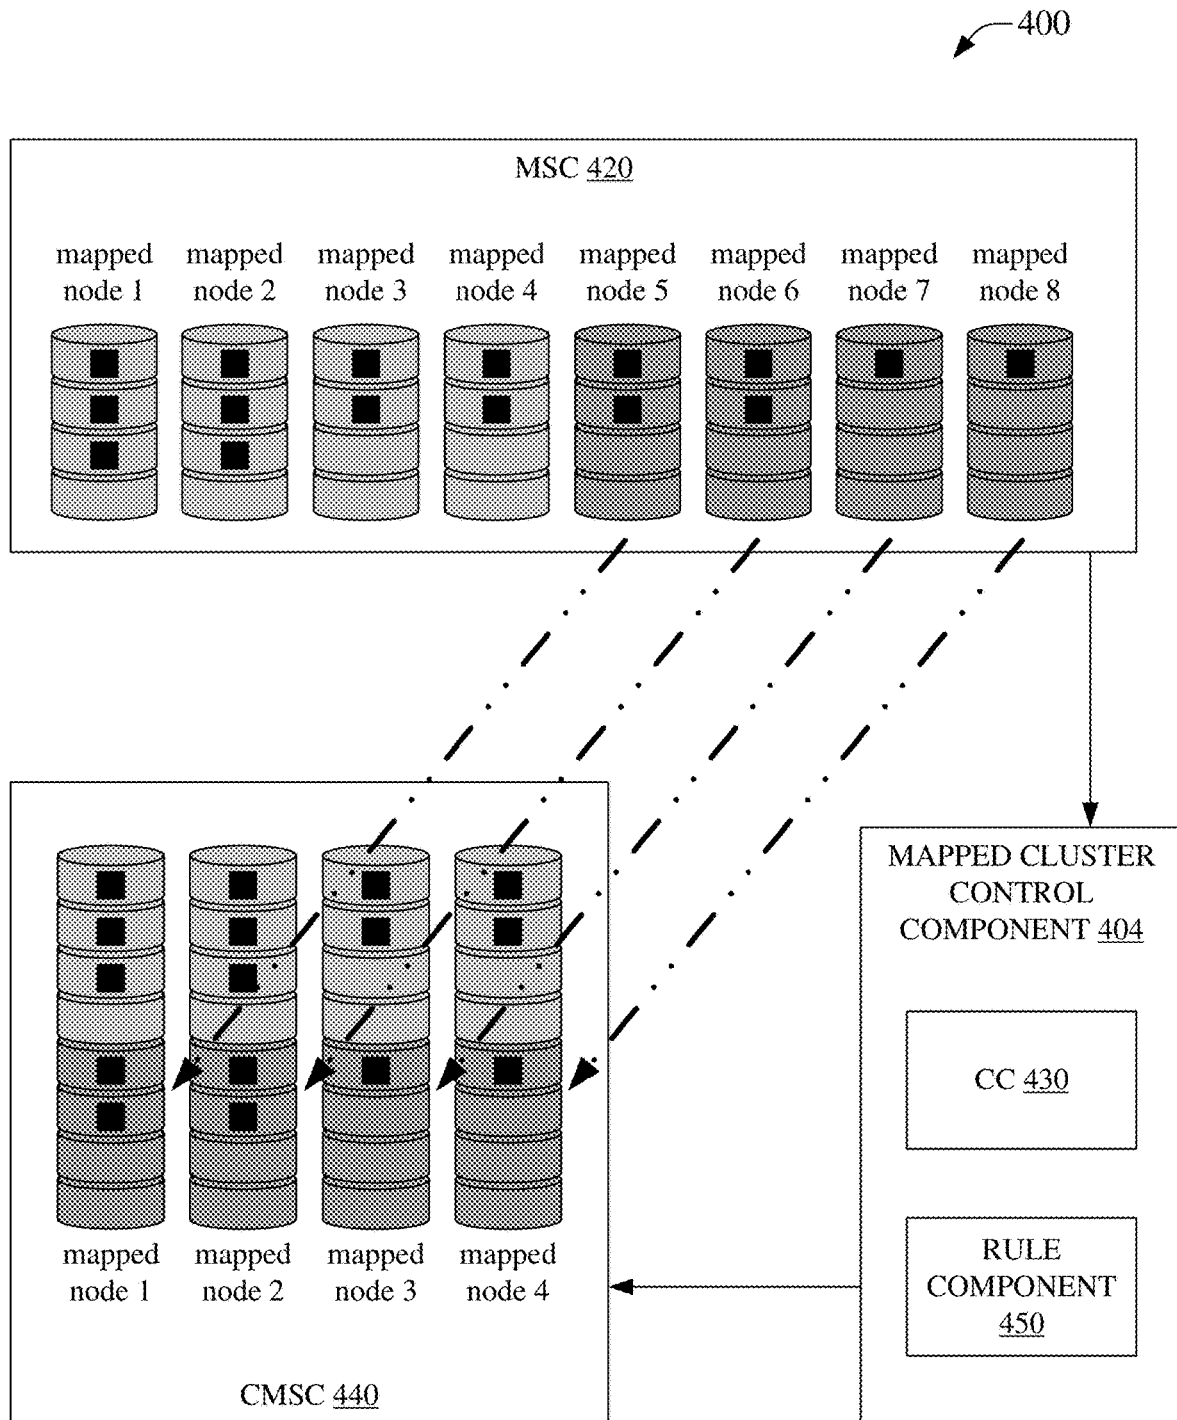 400
MSC 420
mapped mapped mapped mapped mapped mapped mapped mapped
node 1 node 2 node 3 node 4 node 5 node 6 node 7 node 8
MAPPED CLUSTER
CONTROL
COMPONENT 404
CC 430
RULE
COMPONENT
450
mapped mapped mapped mapped
node 1 node 2 node 3 node 4
CMSC 440